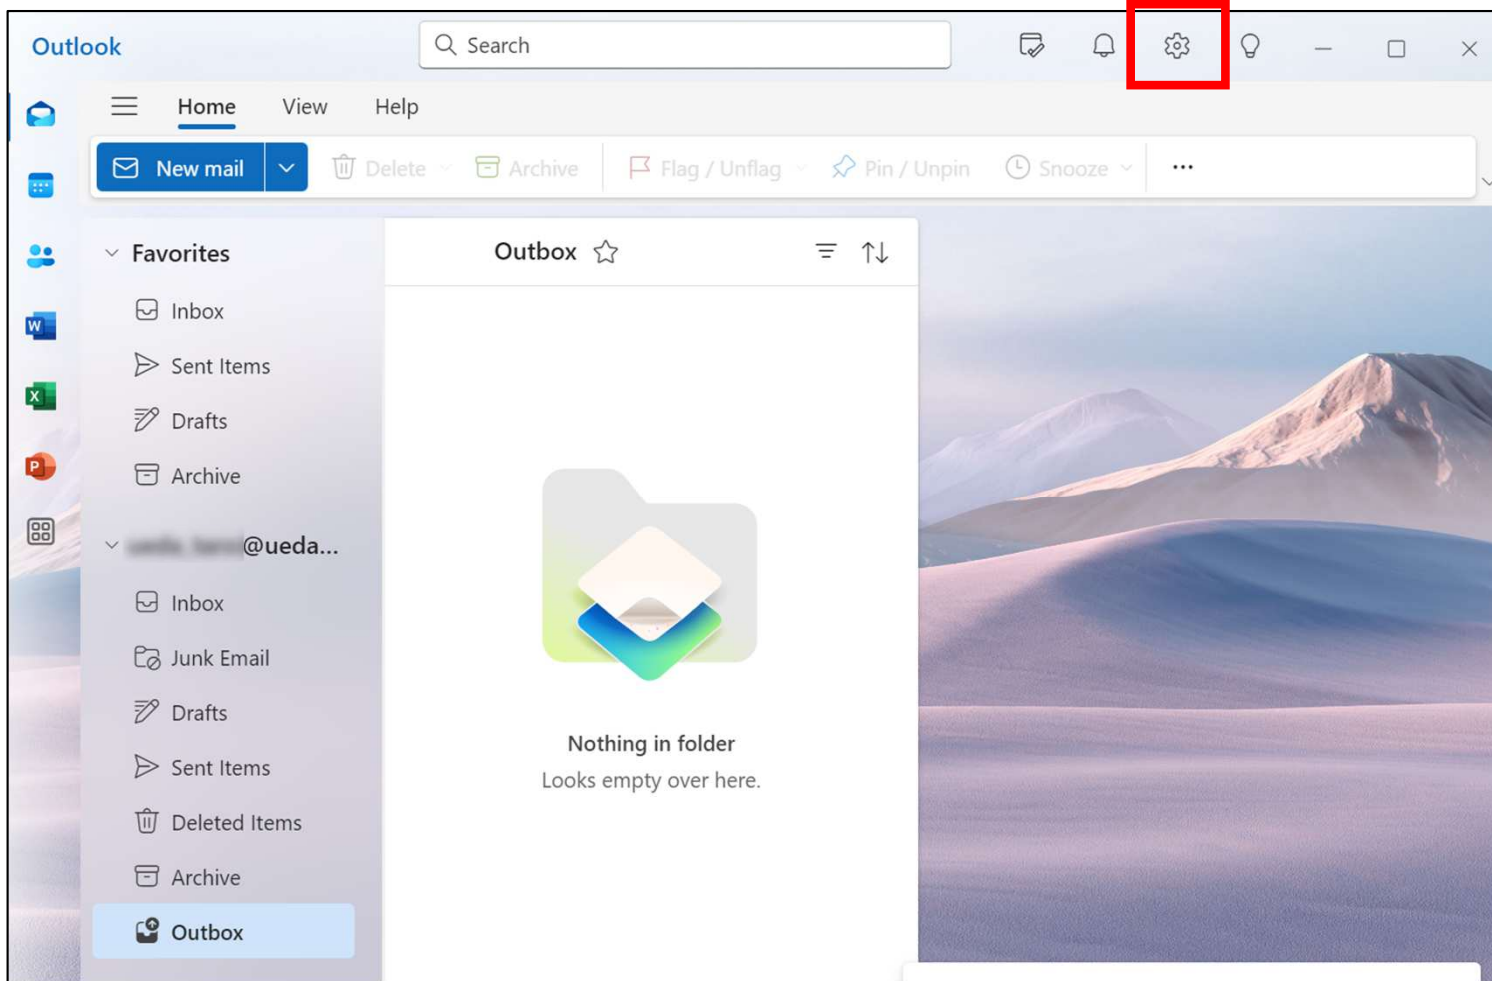 Outlook
Search
Home View Help
New mail Delete Archive Flag / Unflag Pin / Unpin Snooze ...
Favorites
Inbox
Sent Items
Drafts
Archive
@ueda...
Inbox
Junk Email
Drafts
Sent Items
Deleted Items
Archive
Outbox
Outbox
Nothing in folder
Looks empty over here.
W
X
P